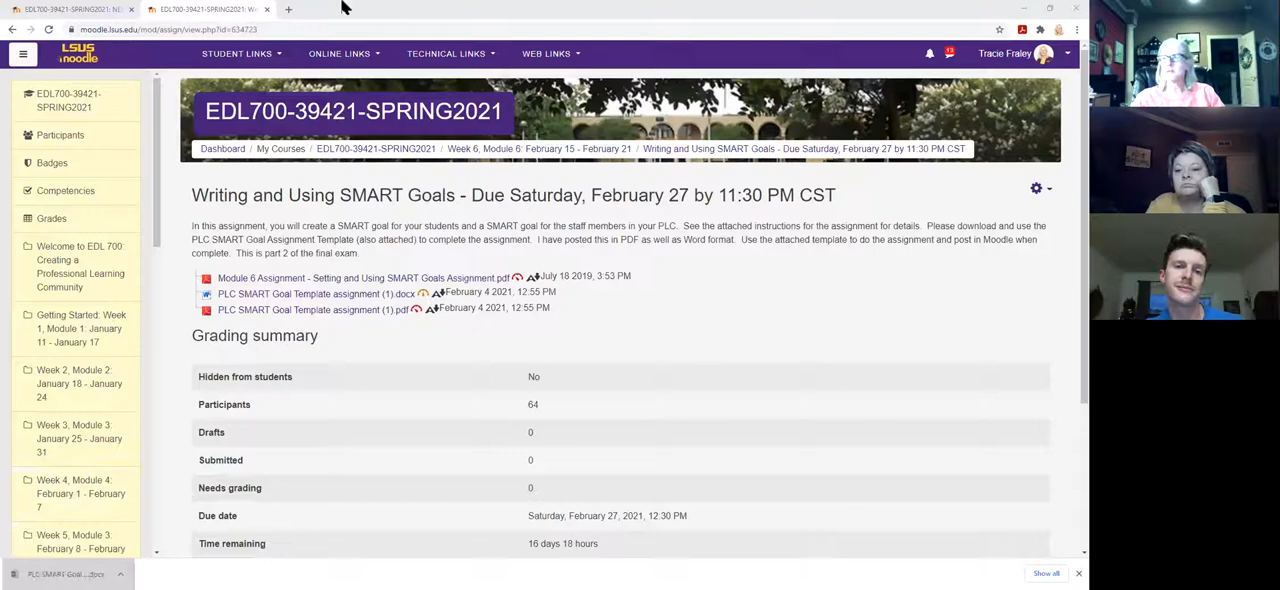 EDL700-39421-SPRING2021: NE
EDL700-39421-SPRING2021: W
moodle.lsus.edu/mod/assign/view.php?id=634723
LSUS moodle
STUDENT LINKS
ONLINE LINKS
TECHNICAL LINKS
WEB LINKS
13
Tracie Fraley
EDL700-39421-
SPRING2021
Participants
Badges
Competencies
Grades
Welcome to EDL 700:
Creating a
Professional Learning
Community
Getting Started: Week
1, Module 1: January
11 - January 17
Week 2, Module 2:
January 18 - January
24
Week 3, Module 3:
January 25 - January
31
Week 4, Module 4:
February 1 - February
7
Week 5, Module 3:
February 8 - February
EDL700-39421-SPRING2021
Dashboard / My Courses / EDL700-39421-SPRING2021 / Week 6, Module 6: February 15 - February 21 / Writing and Using SMART Goals - Due Saturday, February 27 by 11:30 PM CST
Writing and Using SMART Goals - Due Saturday, February 27 by 11:30 PM CST
In this assignment, you will create a SMART goal for your students and a SMART goal for the staff members in your PLC. See the attached instructions for the assignment for details. Please download and use the
PLC SMART Goal Assignment Template (also attached) to complete the assignment. I have posted this in PDF as well as Word format. Use the attached template to do the assignment and post in Moodle when
complete. This is part 2 of the final exam.
Module 6 Assignment - Setting and Using SMART Goals Assignment.pdf July 18 2019, 3:53 PM
PLC SMART Goal Template assignment (1).docx February 4 2021, 12:55 PM
PLC SMART Goal Template assignment (1).pdf February 4 2021, 12:55 PM
Grading summary
Hidden from students No
Participants 64
Drafts 0
Submitted 0
Needs grading 0
Due date Saturday, February 27, 2021, 12:30 PM
Time remaining 16 days 18 hours
PLC SMART Goal....docx
Show all